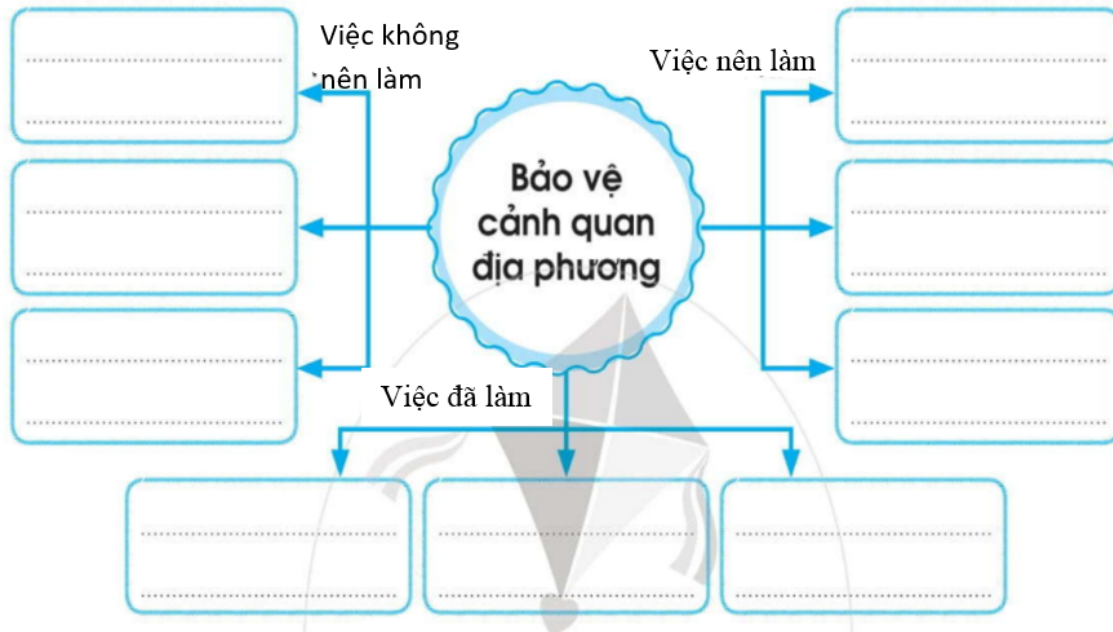 Việc không
nên làm
Việc nên làm
Bảo vệ
cảnh quan
địa phương
Việc đã làm